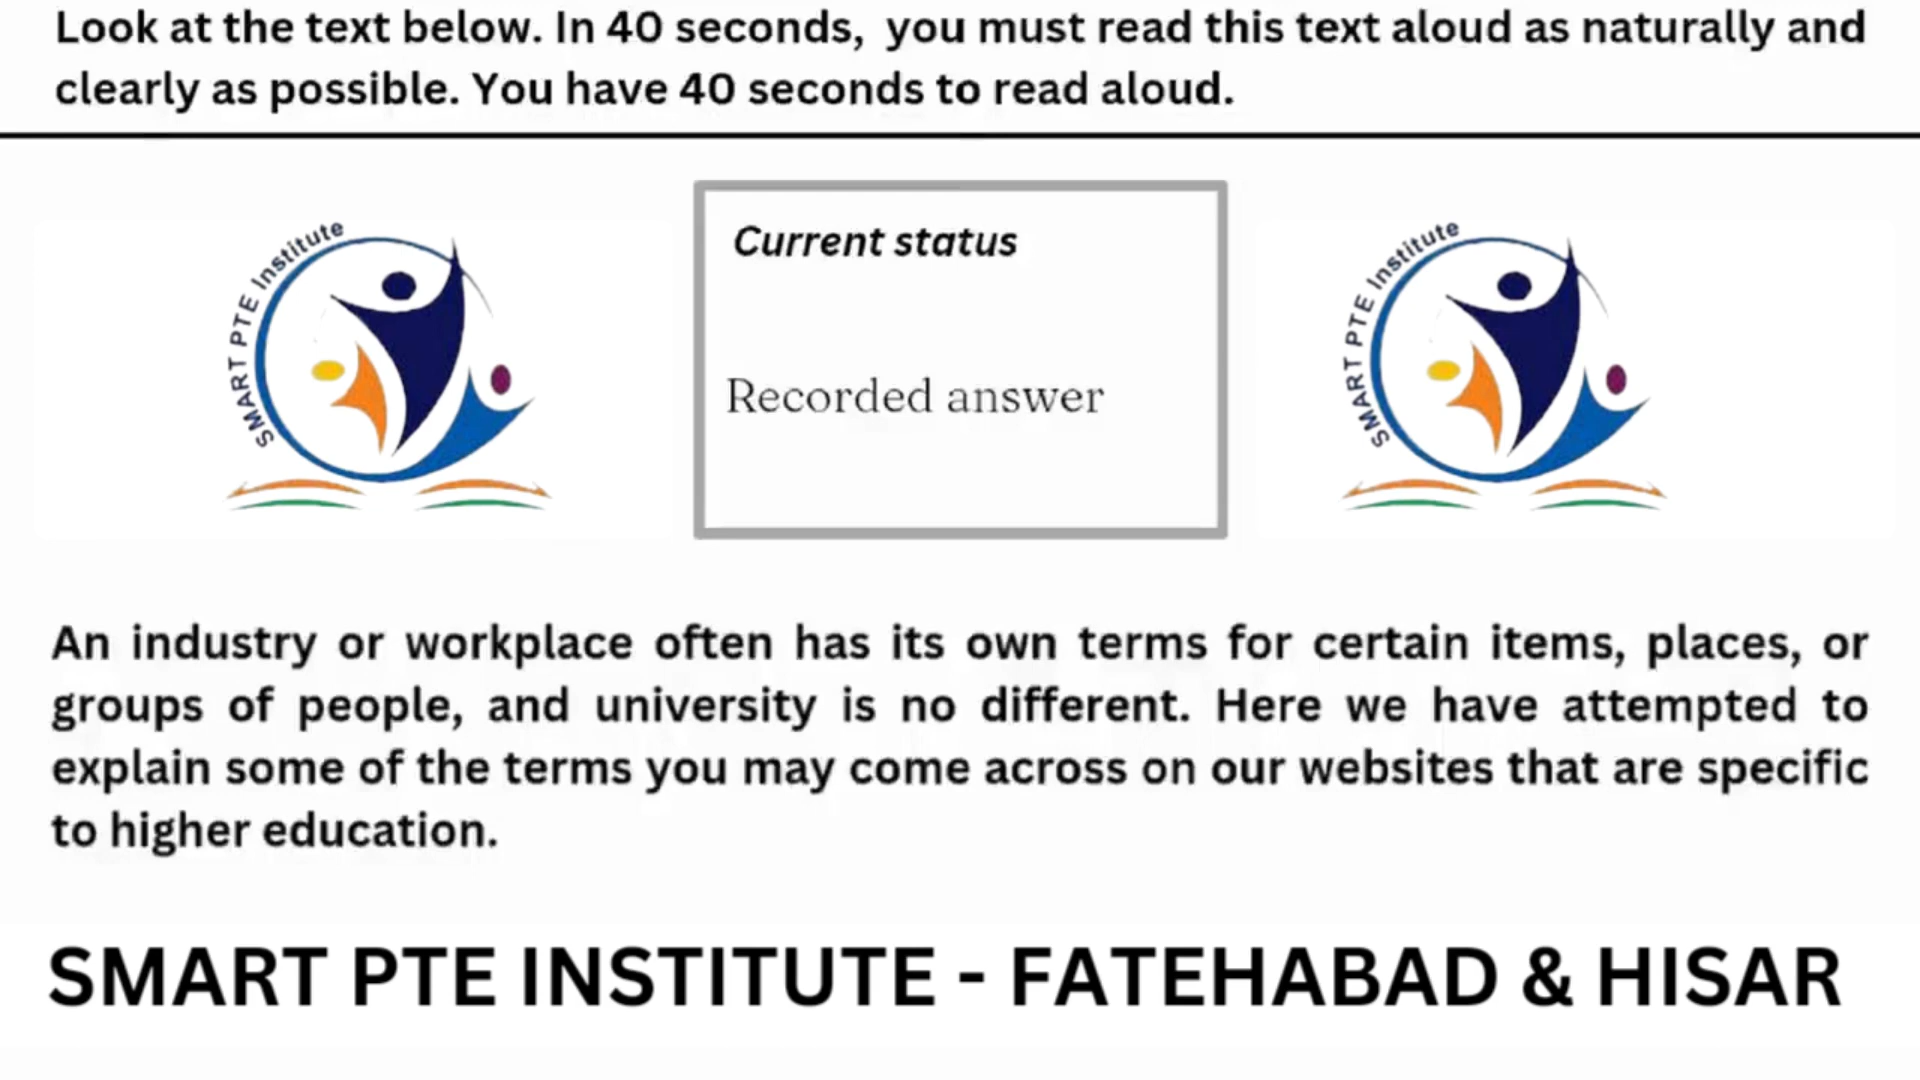 Look at the text below. In 40 seconds, you must read this text aloud as naturally and
clearly as possible. You have 40 seconds to read aloud.
SMART PTE Institute
Current status
Recorded answer
SMART PTE Institute
An industry or workplace often has its own terms for certain items, places, or
groups of people, and university is no different. Here we have attempted to
explain some of the terms you may come across on our websites that are specific
to higher education.
SMART PTE INSTITUTE - FATEHABAD & HISAR